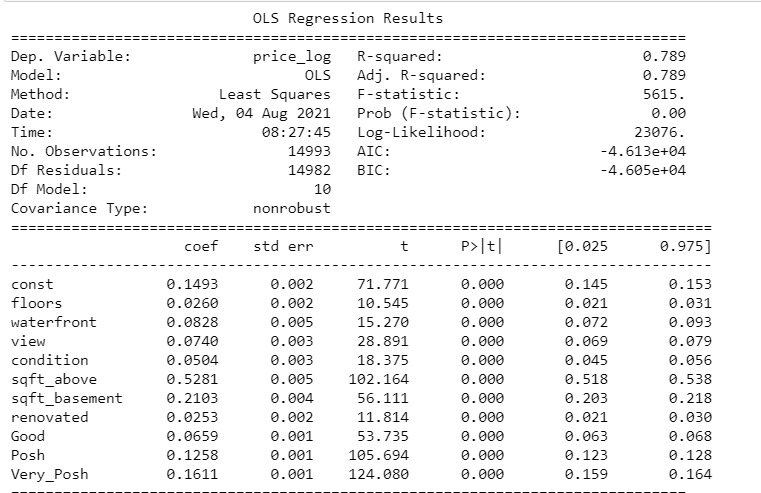 OLS Regression Results
==============================================================================
Dep. Variable: price_log R-squared: 0.789
Model: OLS Adj. R-squared: 0.789
Method: Least Squares F-statistic: 5615.
Date: Wed, 04 Aug 2021 Prob (F-statistic): 0.00
Time: 08:27:45 Log-Likelihood: 23076.
No. Observations: 14993 AIC: -4.613e+04
Df Residuals: 14982 BIC: -4.605e+04
Df Model: 10
Covariance Type: nonrobust
==============================================================================
coef std err t P>|t| [0.025 0.975]
------------------------------------------------------------------------------
const 0.1493 0.002 71.771 0.000 0.145 0.153
floors 0.0260 0.002 10.545 0.000 0.021 0.031
waterfront 0.0828 0.005 15.270 0.000 0.072 0.093
view 0.0740 0.003 28.891 0.000 0.069 0.079
condition 0.0504 0.003 18.375 0.000 0.045 0.056
sqft_above 0.5281 0.005 102.164 0.000 0.518 0.538
sqft_basement 0.2103 0.004 56.111 0.000 0.203 0.218
renovated 0.0253 0.002 11.814 0.000 0.021 0.030
Good 0.0659 0.001 53.735 0.000 0.063 0.068
Posh 0.1258 0.001 105.694 0.000 0.123 0.128
Very_Posh 0.1611 0.001 124.080 0.000 0.159 0.164
==============================================================================